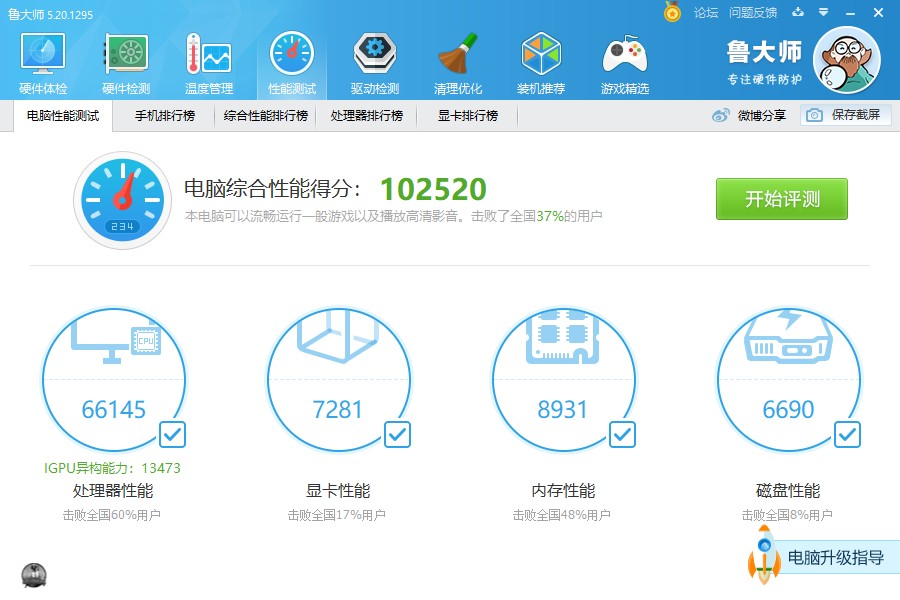 鲁大师 5.20.1295
论坛 问题反馈
硬件体检 硬件检测 温度管理 性能测试 驱动检测 清理优化 装机推荐 游戏精选
鲁大师
专注硬件防护
电脑性能测试 手机排行榜 综合性能排行榜 处理器排行榜 显卡排行榜 微博分享 保存截屏
电脑综合性能得分： 102520
本电脑可以流畅运行一般游戏以及播放高清影音。击败了全国37%的用户
开始评测
234
CPU
66145 7281 8931 6690
IGPU异构能力：13473
处理器性能 显卡性能 内存性能 磁盘性能
击败全国60%用户 击败全国17%用户 击败全国48%用户 击败全国8%用户
电脑升级指导